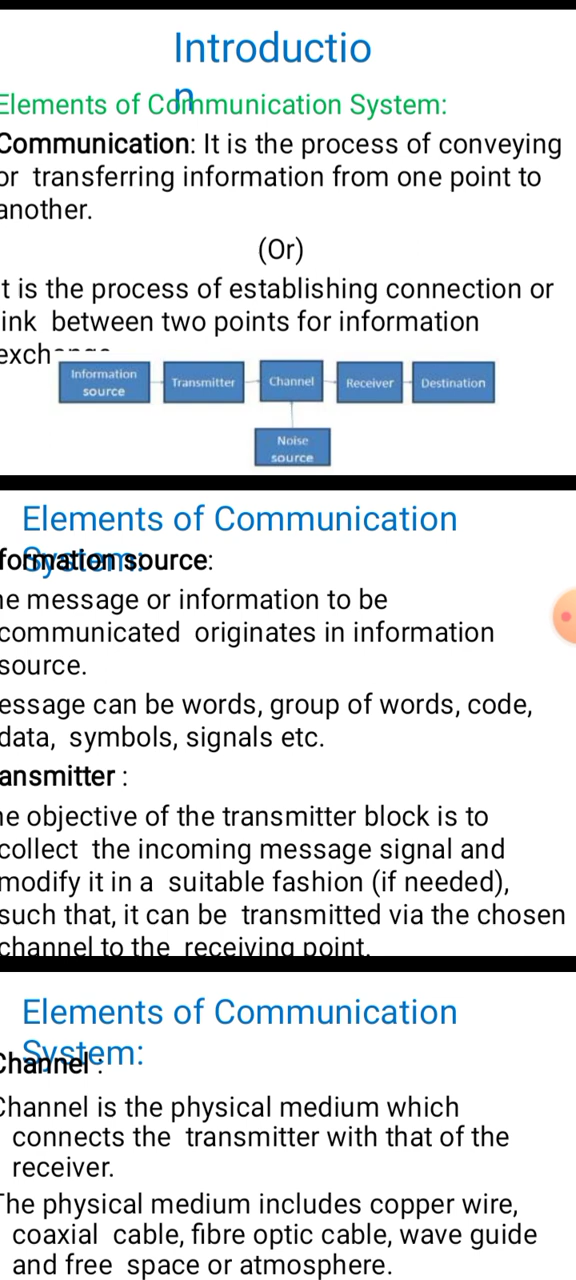 Introductio
n
Elements of Communication System:
Communication: It is the process of conveying
or transferring information from one point to
another.
(Or)
t is the process of establishing connection or
ink between two points for information
exchange
Information
source
Transmitter
Channel
Receiver
Destination
Noise
source
Elements of Communication
System:
formation source:
e message or information to be
communicated originates in information
source.
essage can be words, group of words, code,
data, symbols, signals etc.
ansmitter :
e objective of the transmitter block is to
collect the incoming message signal and
modify it in a suitable fashion (if needed),
such that, it can be transmitted via the chosen
channel to the receiving point.
Elements of Communication
System:
Channel :
Channel is the physical medium which
connects the transmitter with that of the
receiver.
The physical medium includes copper wire,
coaxial cable, fibre optic cable, wave guide
and free space or atmosphere.